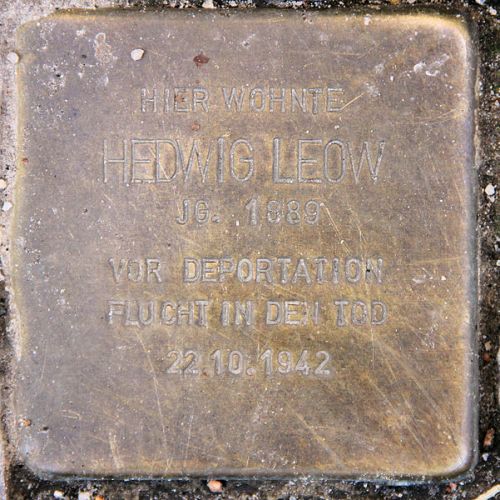 HIER WOHNTE
HEDWIG LEOW
JG. 1889
VOR DEPORTATION
FLUCHT IN DEN TOD
22.10.1942